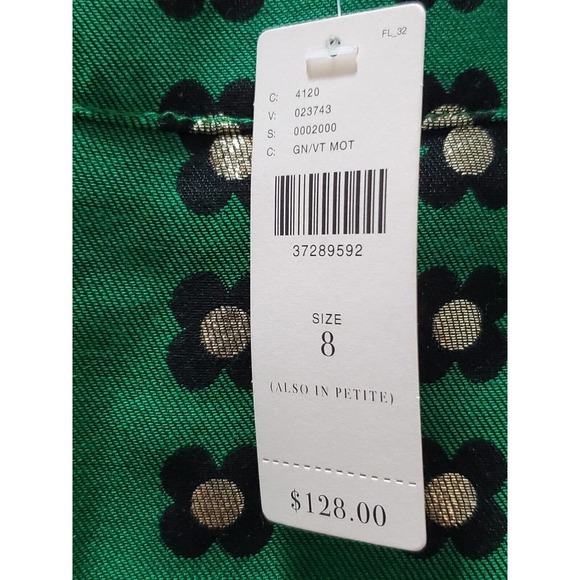 FL_32
C: 4120
V: 023743
S: 0002000
C: GN/VT MOT
37289592
SIZE
8
(ALSO IN PETITE)
$128.00